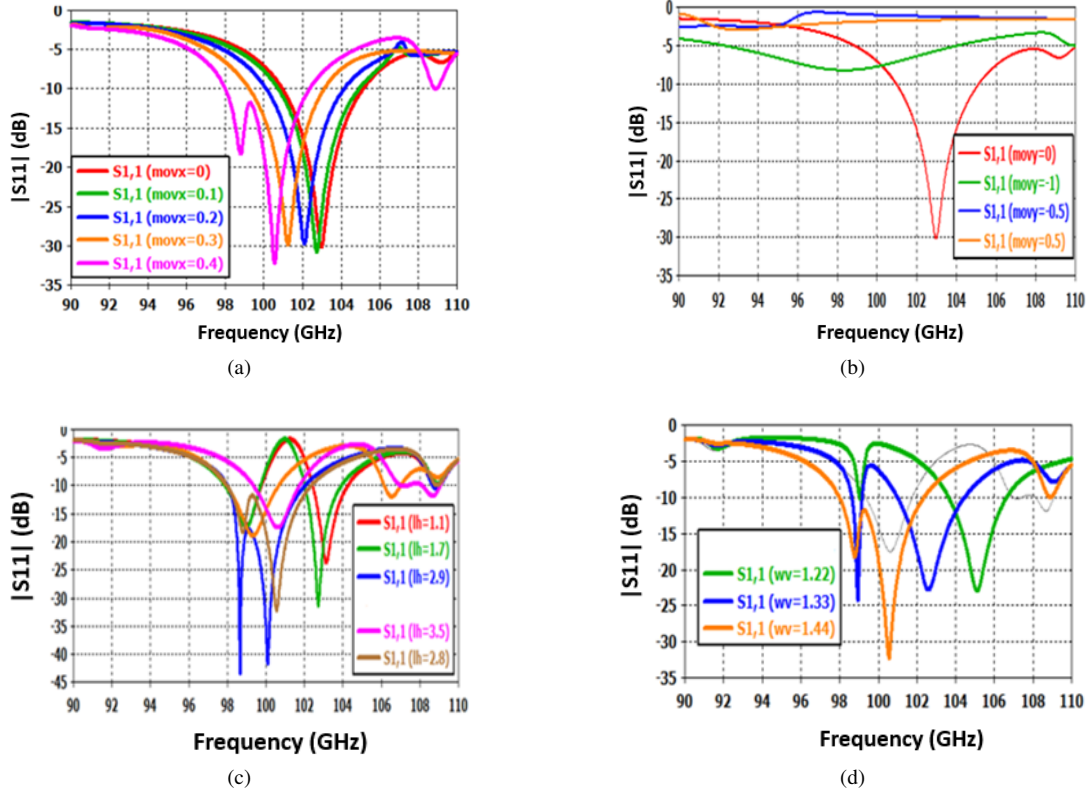 0
-5
-10
-15
-20
-25
-30
-35
|S11| (dB)
S1,1 (movx=0)
S1,1 (movx=0.1)
S1,1 (movx=0.2)
S1,1 (movx=0.3)
S1,1 (movx=0.4)
90 92 94 96 98 100 102 104 106 108 110
Frequency (GHz)
(a)
0
-5
-10
-15
-20
-25
-30
-35
|S11| (dB)
S1,1 (movy=0)
S1,1 (movy=-1)
S1,1 (movy=-0.5)
S1,1 (movy=0.5)
90 92 94 96 98 100 102 104 106 108 110
Frequency (GHz)
(b)
0
-5
-10
-15
-20
-25
-30
-35
-40
-45
|S11| (dB)
S1,1 (lh=1.1)
S1,1 (lh=1.7)
S1,1 (lh=2.9)
S1,1 (lh=3.5)
S1,1 (lh=2.8)
90 92 94 96 98 100 102 104 106 108 110
Frequency (GHz)
(c)
0
-5
-10
-15
-20
-25
-30
-35
|S11| (dB)
S1,1 (wv=1.22)
S1,1 (wv=1.33)
S1,1 (wv=1.44)
90 92 94 96 98 100 102 104 106 108 110
Frequency (GHz)
(d)